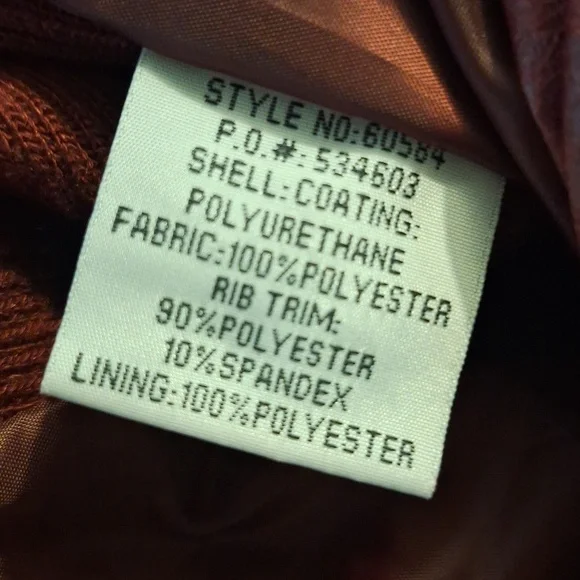 STYLE NO:60584
P.O.#:534603
SHELL:COATING:
POLYURETHANE
FABRIC:100%POLYESTER
RIB TRIM:
90%POLYESTER
10%SPANDEX
LINING:100%POLYESTER